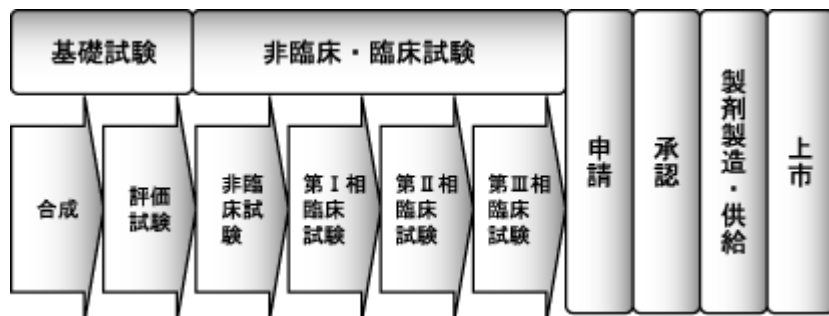 基礎試験
非臨床・臨床試験
合成
評価
試験
非臨
床試
験
第Ⅰ相
臨床
試験
第Ⅱ相
臨床
試験
第Ⅲ相
臨床
試験
申請
承認
製剤製造・供給
上市